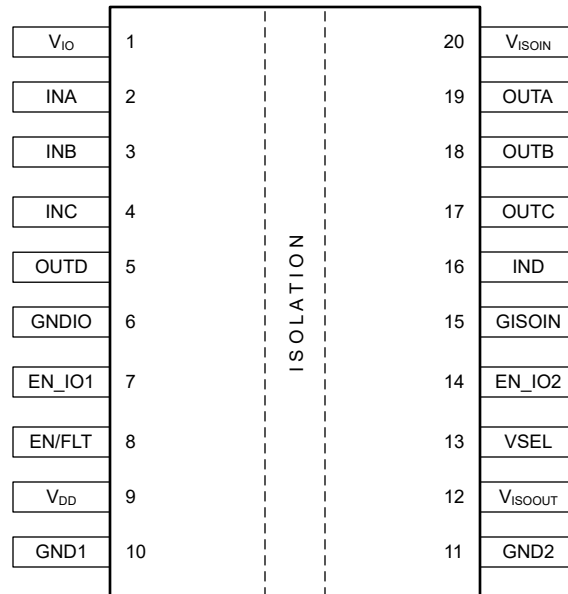 V_IO 1 20 V_ISOIN
INA 2 19 OUTA
INB 3 18 OUTB
INC 4 17 OUTC
OUTD 5 16 IND
GNDIO 6 15 GISOIN
EN_IO1 7 14 EN_IO2
EN/FLT 8 13 VSEL
V_DD 9 12 V_ISOOUT
GND1 10 11 GND2
ISOLATION